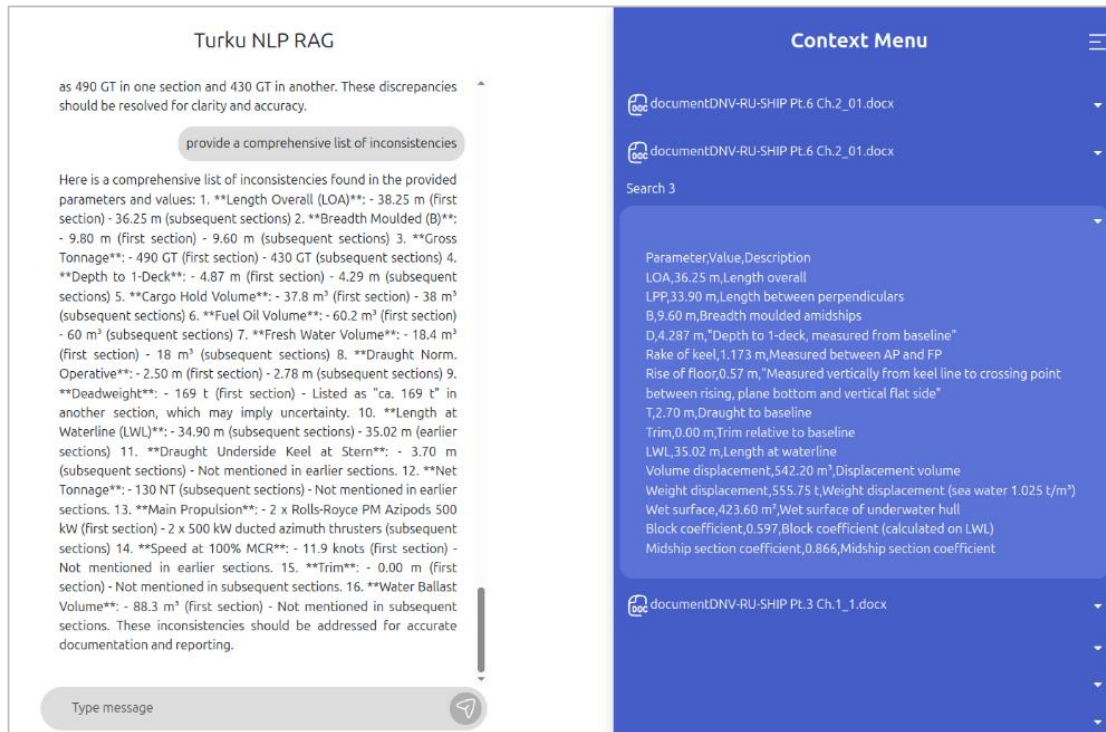 Turku NLP RAG
as 490 GT in one section and 430 GT in another. These discrepancies
should be resolved for clarity and accuracy.
provide a comprehensive list of inconsistencies
Here is a comprehensive list of inconsistencies found in the provided
parameters and values: 1. **Length Overall (LOA)**: - 38.25 m (first
section) - 36.25 m (subsequent sections) 2. **Breadth Moulded (B)**:
- 9.80 m (first section) - 9.60 m (subsequent sections) 3. **Gross
Tonnage**: - 490 GT (first section) - 430 GT (subsequent sections) 4.
**Depth to 1-Deck**: - 4.87 m (first section) - 4.29 m (subsequent
sections) 5. **Cargo Hold Volume**: - 37.8 m³ (first section) - 38 m³
(subsequent sections) 6. **Fuel Oil Volume**: - 60.2 m³ (first section)
- 60 m³ (subsequent sections) 7. **Fresh Water Volume**: - 18.4 m³
(first section) - 18 m³ (subsequent sections) 8. **Draught Norm.
Operative**: - 2.50 m (first section) - 2.78 m (subsequent sections) 9.
**Deadweight**: - 169 t (first section) - Listed as "ca. 169 t" in
another section, which may imply uncertainty. 10. **Length at
Waterline (LWL)**: - 34.90 m (subsequent sections) - 35.02 m (earlier
sections) 11. **Draught Underside Keel at Stern**: - 3.70 m
(subsequent sections) - Not mentioned in earlier sections. 12. **Net
Tonnage**: - 130 NT (subsequent sections) - Not mentioned in earlier
sections. 13. **Main Propulsion**: - 2 x Rolls-Royce PM Azipods 500
kW (first section) - 2 x 500 kW ducted azimuth thrusters (subsequent
sections) 14. **Speed at 100% MCR**: - 11.9 knots (first section) -
Not mentioned in earlier sections. 15. **Trim**: - 0.00 m (first
section) - Not mentioned in subsequent sections. 16. **Water Ballast
Volume**: - 88.3 m³ (first section) - Not mentioned in subsequent
sections. These inconsistencies should be addressed for accurate
documentation and reporting.
Type message
Context Menu
DOC documentDNV-RU-SHIP Pt.6 Ch.2_01.docx
DOC documentDNV-RU-SHIP Pt.6 Ch.2_01.docx
Search 3
Parameter,Value,Description
LOA,36.25 m,Length overall
LPP,33.90 m,Length between perpendiculars
B,9.60 m,Breadth moulded amidships
D,4.287 m,"Depth to 1-deck, measured from baseline"
Rake of keel,1.173 m,Measured between AP and FP
Rise of floor,0.57 m,"Measured vertically from keel line to crossing point
between rising, plane bottom and vertical flat side"
T,2.70 m,Draught to baseline
Trim,0.00 m,Trim relative to baseline
LWL,35.02 m,Length at waterline
Volume displacement,542.20 m³,Displacement volume
Weight displacement,555.75 t,Weight displacement (sea water 1.025 t/m³)
Wet surface,423.60 m²,Wet surface of underwater hull
Block coefficient,0.597,Block coefficient (calculated on LWL)
Midship section coefficient,0.866,Midship section coefficient
DOC documentDNV-RU-SHIP Pt.3 Ch.1_1.docx